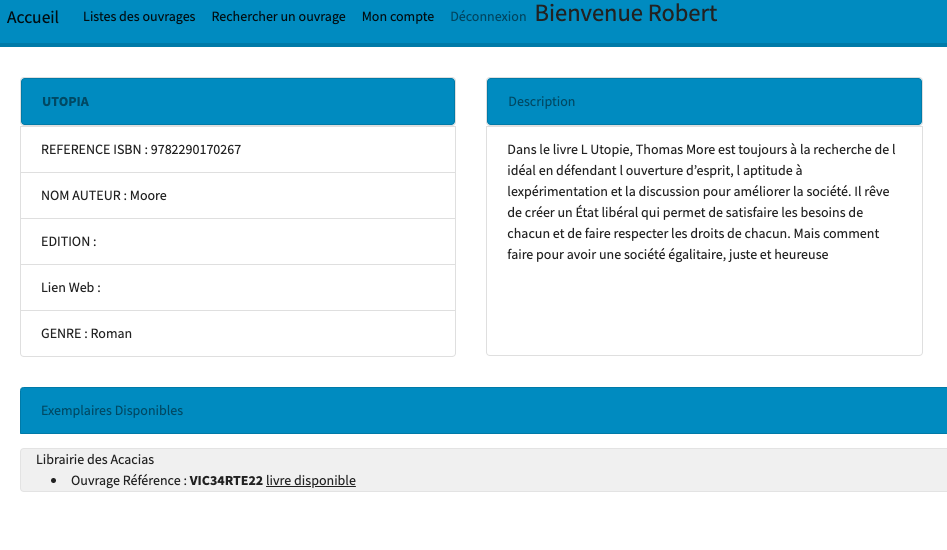 Accueil Listes des ouvrages Rechercher un ouvrage Mon compte Déconnexion Bienvenue Robert
UTOPIA
REFERENCE ISBN : 9782290170267
NOM AUTEUR : Moore
EDITION :
Lien Web :
GENRE : Roman
Description
Dans le livre L Utopie, Thomas More est toujours à la recherche de l
idéal en défendant l ouverture d’esprit, l aptitude à
lexpérimentation et la discussion pour améliorer la société. Il rêve
de créer un État libéral qui permet de satisfaire les besoins de
chacun et de faire respecter les droits de chacun. Mais comment
faire pour avoir une société égalitaire, juste et heureuse
Exemplaires Disponibles
Librairie des Acacias
• Ouvrage Référence : VIC34RTE22 livre disponible